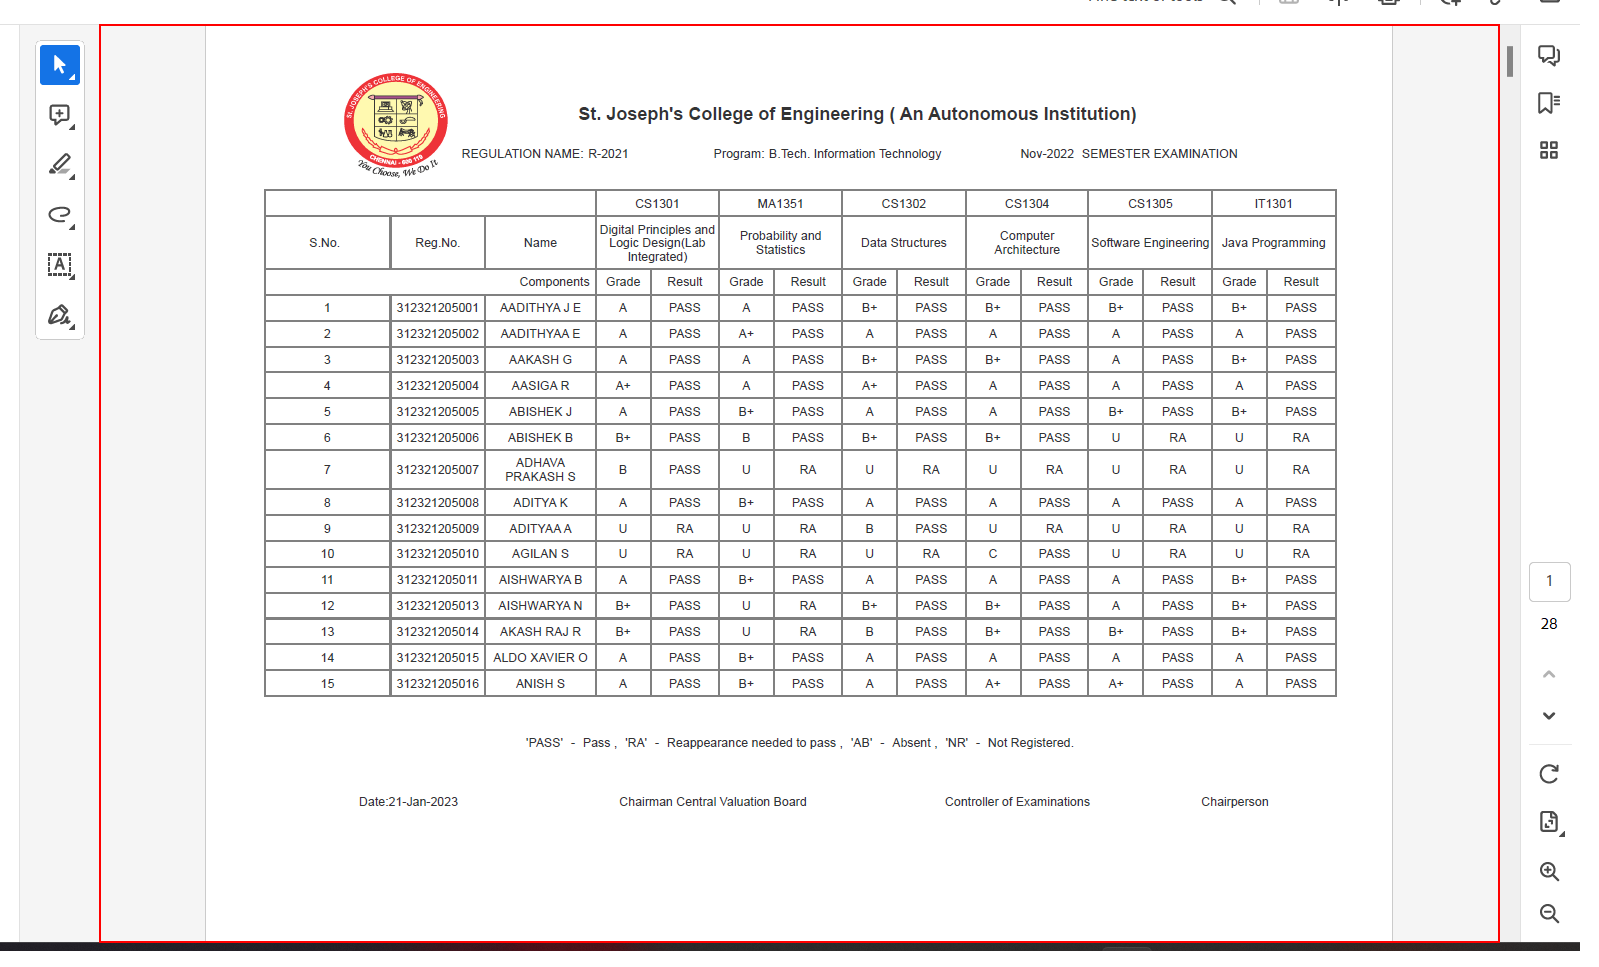 ST. JOSEPH'S COLLEGE OF ENGINEERING
CHENNAI - 600 119
You Choose, We Do It
St. Joseph's College of Engineering ( An Autonomous Institution)
REGULATION NAME: R-2021 Program: B.Tech. Information Technology Nov-2022 SEMESTER EXAMINATION
CS1301 MA1351 CS1302 CS1304 CS1305 IT1301
S.No. Reg.No. Name Digital Principles and Logic Design(Lab Integrated) Probability and Statistics Data Structures Computer Architecture Software Engineering Java Programming
Components Grade Result Grade Result Grade Result Grade Result Grade Result Grade Result
1 312321205001 AADITHYA J E A PASS A PASS B+ PASS B+ PASS B+ PASS B+ PASS
2 312321205002 AADITHYAA E A PASS A+ PASS A PASS A PASS A PASS A PASS
3 312321205003 AAKASH G A PASS A PASS B+ PASS B+ PASS A PASS B+ PASS
4 312321205004 AASIGA R A+ PASS A PASS A+ PASS A PASS A PASS A PASS
5 312321205005 ABISHEK J A PASS B+ PASS A PASS A PASS B+ PASS B+ PASS
6 312321205006 ABISHEK B B+ PASS B PASS B+ PASS B+ PASS U RA U RA
7 312321205007 ADHAVA PRAKASH S B PASS U RA U RA U RA U RA U RA
8 312321205008 ADITYA K A PASS B+ PASS A PASS A PASS A PASS A PASS
9 312321205009 ADITYAA A U RA U RA B PASS U RA U RA U RA
10 312321205010 AGILAN S U RA U RA U RA C PASS U RA U RA
11 312321205011 AISHWARYA B A PASS B+ PASS A PASS A PASS A PASS B+ PASS
12 312321205013 AISHWARYA N B+ PASS U RA B+ PASS B+ PASS A PASS B+ PASS
13 312321205014 AKASH RAJ R B+ PASS U RA B PASS B+ PASS B+ PASS B+ PASS
14 312321205015 ALDO XAVIER O A PASS B+ PASS A PASS A PASS A PASS A PASS
15 312321205016 ANISH S A PASS B+ PASS A PASS A+ PASS A+ PASS A PASS
'PASS' - Pass , 'RA' - Reappearance needed to pass , 'AB' - Absent , 'NR' - Not Registered.
Date:21-Jan-2023 Chairman Central Valuation Board Controller of Examinations Chairperson
1
28